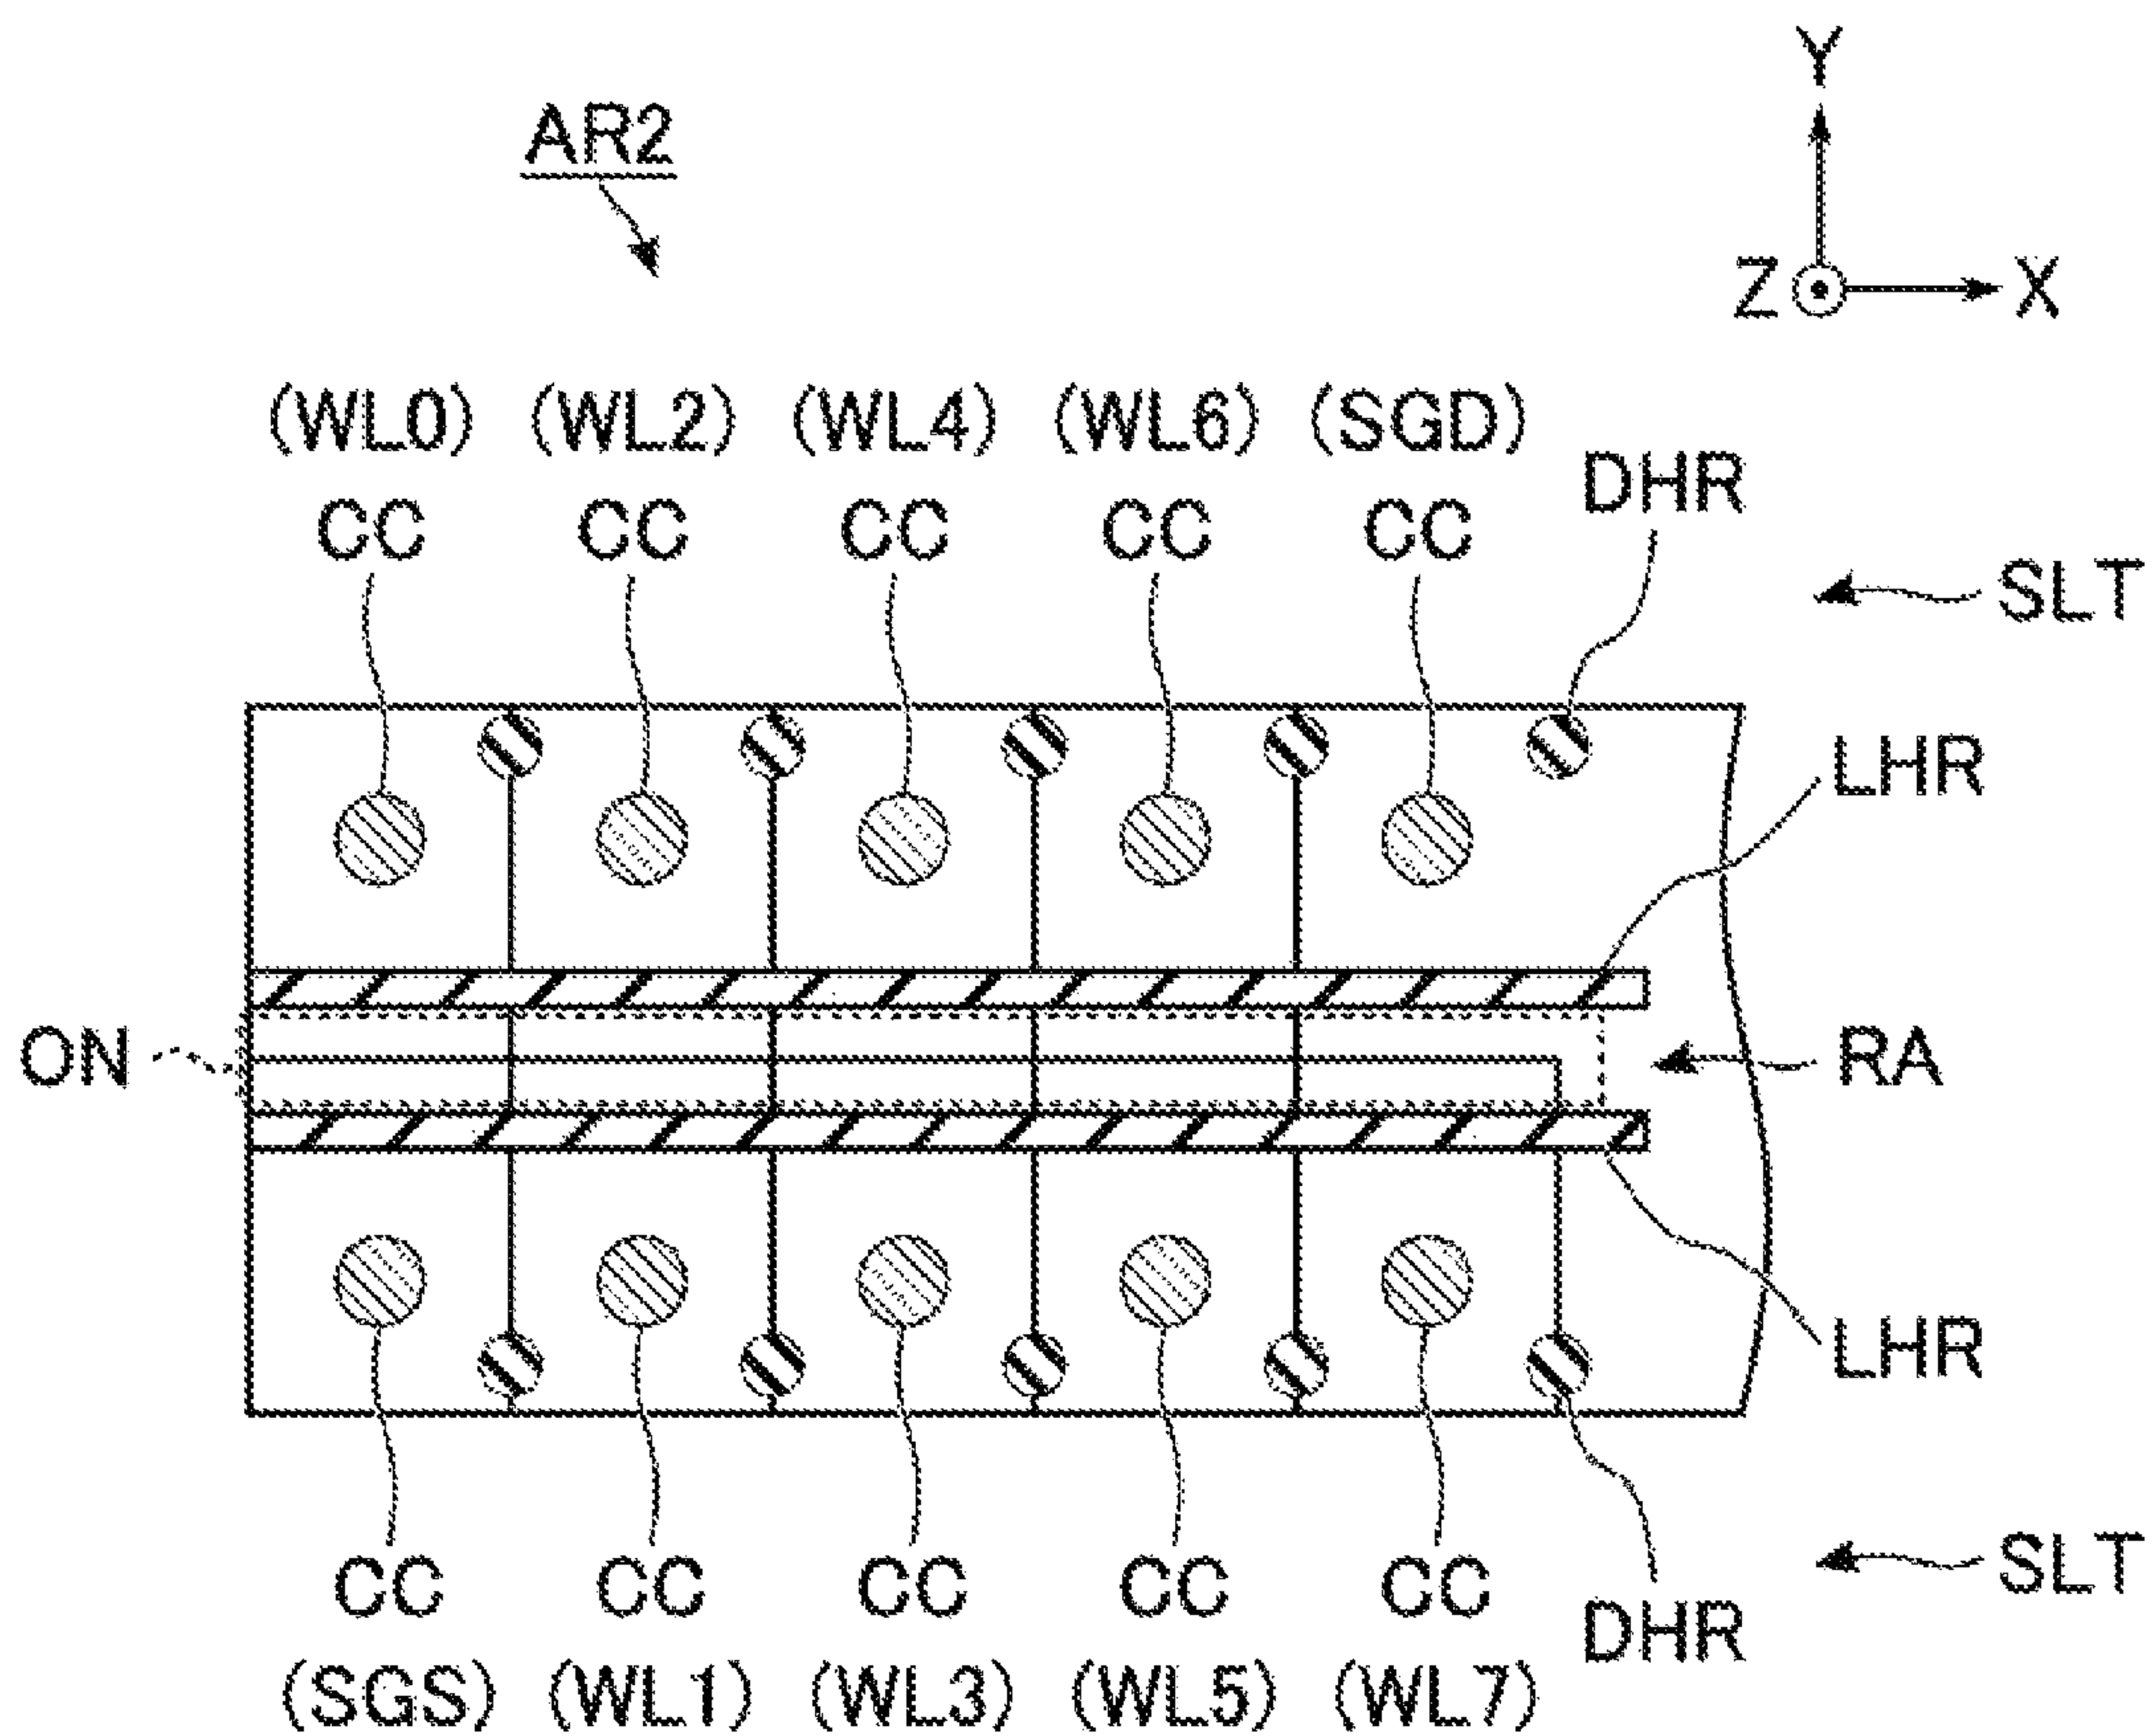 Y
AR2
Z X
(WL0) (WL2) (WL4) (WL6) (SGD)
DHR
CC CC CC CC CC
SLT
LHR
ON
RA
LHR
CC CC CC CC CC
SLT
DHR
(SGS) (WL1) (WL3) (WL5) (WL7)